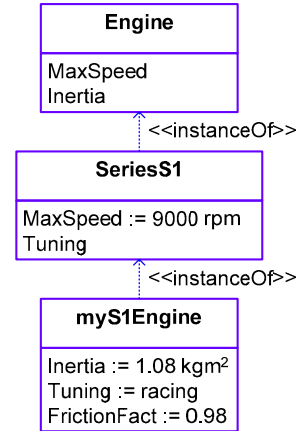 Engine
MaxSpeed
Inertia
<<instanceOf>>
SeriesS1
MaxSpeed := 9000 rpm
Tuning
<<instanceOf>>
myS1Engine
Inertia := 1.08 kgm²
Tuning := racing
FrictionFact := 0.98